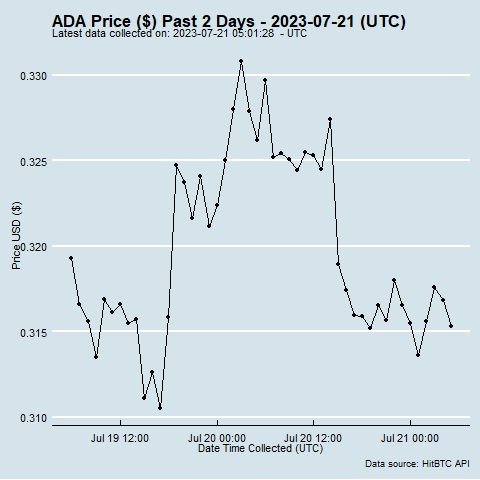 ADA Price ($) Past 2 Days - 2023-07-21 (UTC)
Latest data collected on: 2023-07-21 05:01:28  - UTC
0.330
0.325
0.320
0.315
0.310
Price USD ($)
Jul 19 12:00
Jul 20 00:00
Jul 20 12:00
Jul 21 00:00
Date Time Collected (UTC)
Data source: HitBTC API